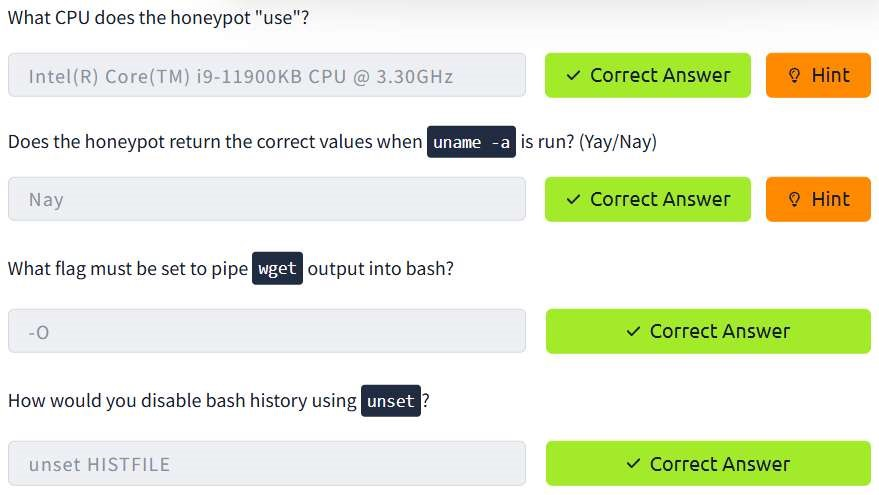 What CPU does the honeypot "use"?
Intel(R) Core(TM) i9-11900KB CPU @ 3.30GHz
Correct Answer
Hint
Does the honeypot return the correct values when uname -a is run? (Yay/Nay)
Nay
Correct Answer
Hint
What flag must be set to pipe wget output into bash?
-O
Correct Answer
How would you disable bash history using unset?
unset HISTFILE
Correct Answer